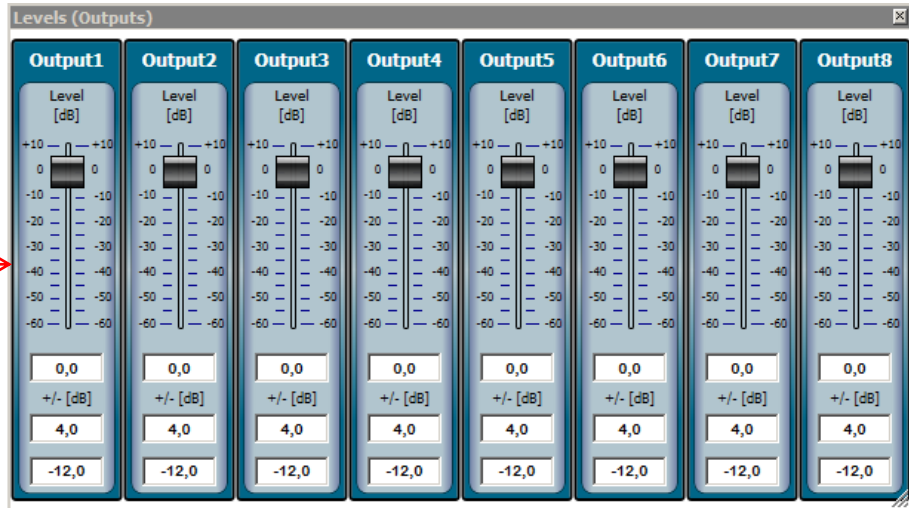 Levels (Outputs)
Output1 Output2 Output3 Output4 Output5 Output6 Output7 Output8
Level Level Level Level Level Level Level Level
[dB] [dB] [dB] [dB] [dB] [dB] [dB] [dB]
+10 +10 +10 +10 +10 +10 +10 +10 +10 +10 +10 +10 +10 +10 +10 +10
0 0 0 0 0 0 0 0 0 0 0 0 0 0 0 0
-10 -10 -10 -10 -10 -10 -10 -10 -10 -10 -10 -10 -10 -10 -10 -10
-20 -20 -20 -20 -20 -20 -20 -20 -20 -20 -20 -20 -20 -20 -20 -20
-30 -30 -30 -30 -30 -30 -30 -30 -30 -30 -30 -30 -30 -30 -30 -30
-40 -40 -40 -40 -40 -40 -40 -40 -40 -40 -40 -40 -40 -40 -40 -40
-50 -50 -50 -50 -50 -50 -50 -50 -50 -50 -50 -50 -50 -50 -50 -50
-60 -60 -60 -60 -60 -60 -60 -60 -60 -60 -60 -60 -60 -60 -60 -60
0,0 0,0 0,0 0,0 0,0 0,0 0,0 0,0
+/- [dB] +/- [dB] +/- [dB] +/- [dB] +/- [dB] +/- [dB] +/- [dB] +/- [dB]
4,0 4,0 4,0 4,0 4,0 4,0 4,0 4,0
-12,0 -12,0 -12,0 -12,0 -12,0 -12,0 -12,0 -12,0